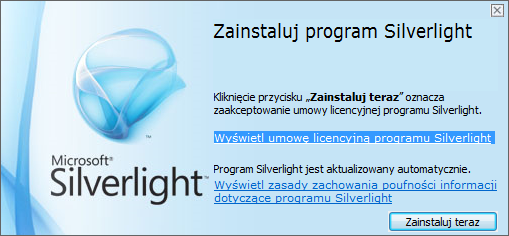 Zainstaluj program Silverlight
Kliknięcie przycisku „Zainstaluj teraz” oznacza
zaakceptowanie umowy licencyjnej programu Silverlight.
Wyświetl umowę licencyjną programu Silverlight
Microsoft®
Silverlight™
Program Silverlight jest aktualizowany automatycznie.
Wyświetl zasady zachowania poufności informacji
dotyczące programu Silverlight
Zainstaluj teraz